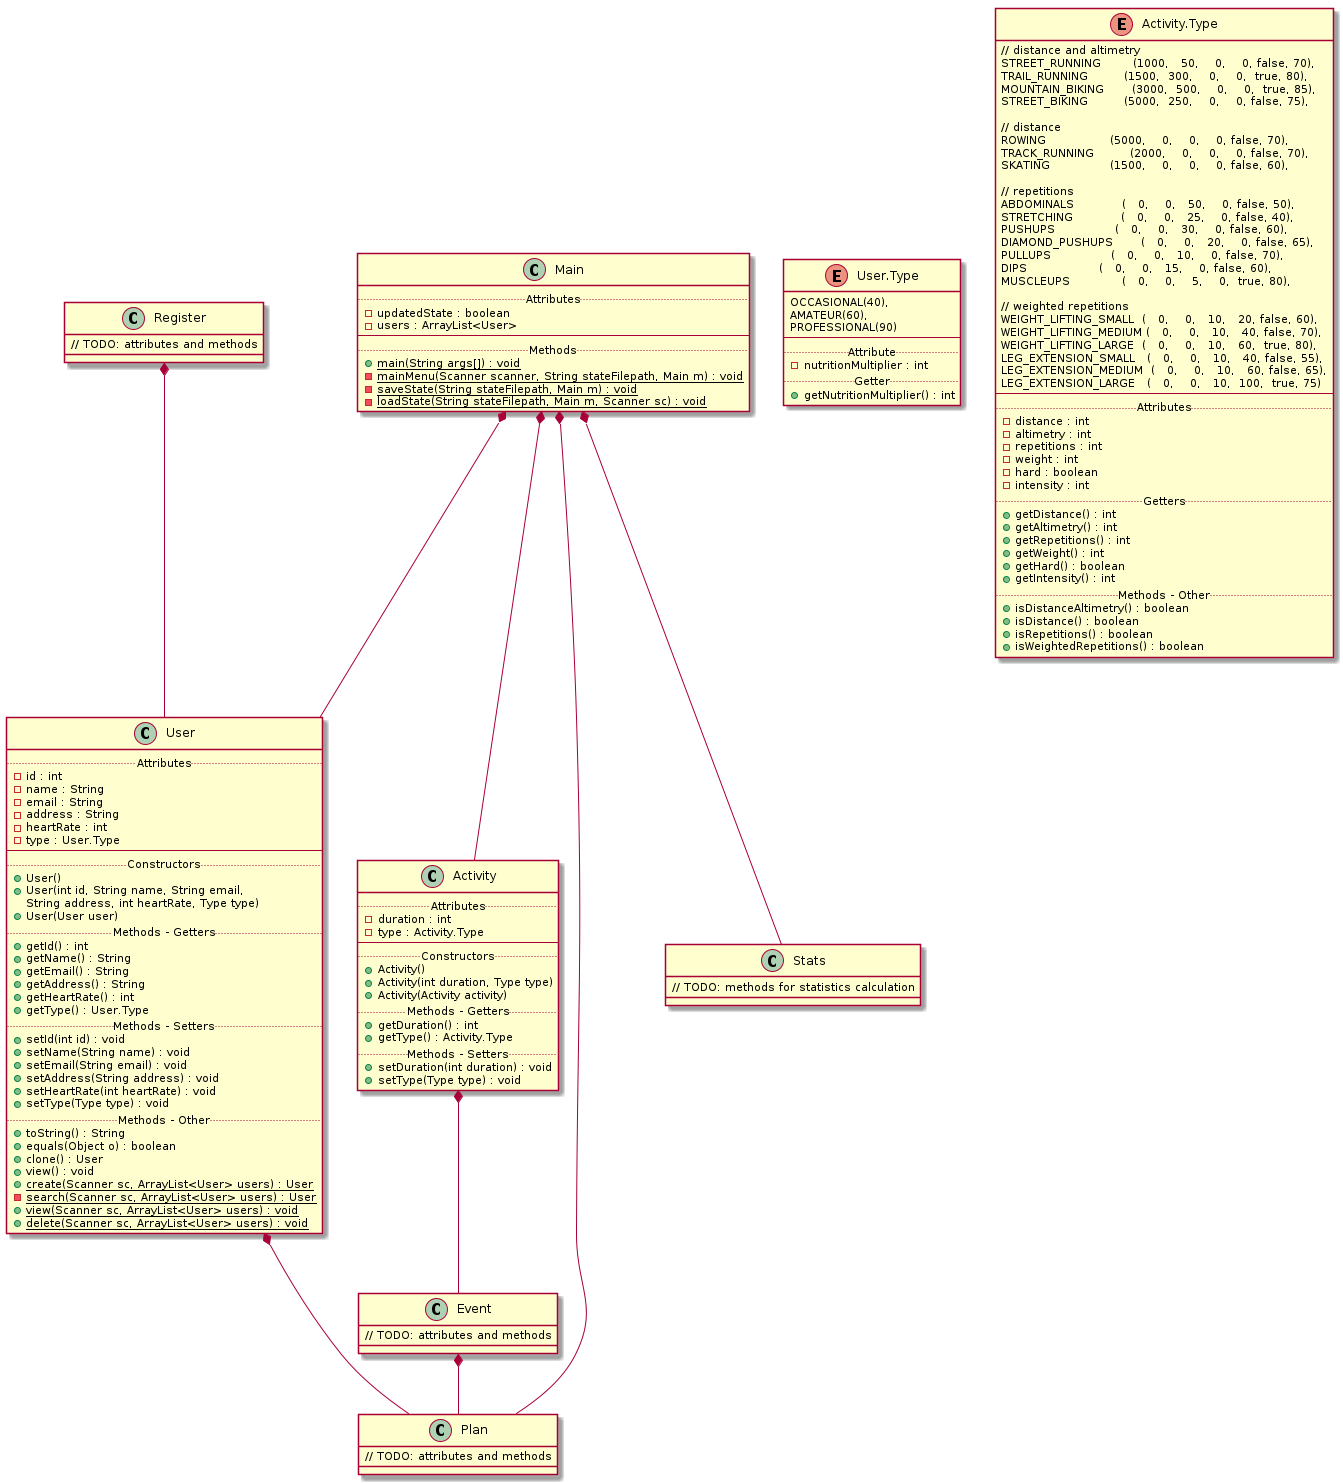 Register
// TODO: attributes and methods
Main
Attributes
updatedState : boolean
users : ArrayList<User>
Methods
main(String args[]) : void
mainMenu(Scanner scanner, String stateFilepath, Main m) : void
saveState(String stateFilepath, Main m) : void
loadState(String stateFilepath, Main m, Scanner sc) : void
User.Type
OCCASIONAL(40),
AMATEUR(60),
PROFESSIONAL(90)
Attribute
nutritionMultiplier : int
Getter
getNutritionMultiplier() : int
Activity.Type
// distance and altimetry
STREET_RUNNING (1000, 50, 0, 0, false, 70),
TRAIL_RUNNING (1500, 300, 0, 0, true, 80),
MOUNTAIN_BIKING (3000, 500, 0, 0, true, 85),
STREET_BIKING (5000, 250, 0, 0, false, 75),
// distance
ROWING (5000, 0, 0, 0, false, 70),
TRACK_RUNNING (2000, 0, 0, 0, false, 70),
SKATING (1500, 0, 0, 0, false, 60),
// repetitions
ABDOMINALS ( 0, 0, 50, 0, false, 50),
STRETCHING ( 0, 0, 25, 0, false, 40),
PUSHUPS ( 0, 0, 30, 0, false, 60),
DIAMOND_PUSHUPS ( 0, 0, 20, 0, false, 65),
PULLUPS ( 0, 0, 10, 0, false, 70),
DIPS ( 0, 0, 15, 0, false, 60),
MUSCLEUPS ( 0, 0, 5, 0, true, 80),
// weighted repetitions
WEIGHT_LIFTING_SMALL ( 0, 0, 10, 20, false, 60),
WEIGHT_LIFTING_MEDIUM ( 0, 0, 10, 40, false, 70),
WEIGHT_LIFTING_LARGE ( 0, 0, 10, 60, true, 80),
LEG_EXTENSION_SMALL ( 0, 0, 10, 40, false, 55),
LEG_EXTENSION_MEDIUM ( 0, 0, 10, 60, false, 65),
LEG_EXTENSION_LARGE ( 0, 0, 10, 100, true, 75)
Attributes
distance : int
altimetry : int
repetitions : int
weight : int
hard : boolean
intensity : int
Getters
getDistance() : int
getAltimetry() : int
getRepetitions() : int
getWeight() : int
getHard() : boolean
getIntensity() : int
Methods - Other
isDistanceAltimetry() : boolean
isDistance() : boolean
isRepetitions() : boolean
isWeightedRepetitions() : boolean
User
Attributes
id : int
name : String
email : String
address : String
heartRate : int
type : User.Type
Constructors
User()
User(int id, String name, String email,
String address, int heartRate, Type type)
User(User user)
Methods - Getters
getId() : int
getName() : String
getEmail() : String
getAddress() : String
getHeartRate() : int
getType() : User.Type
Methods - Setters
setId(int id) : void
setName(String name) : void
setEmail(String email) : void
setAddress(String address) : void
setHeartRate(int heartRate) : void
setType(Type type) : void
Methods - Other
toString() : String
equals(Object o) : boolean
clone() : User
view() : void
create(Scanner sc, ArrayList<User> users) : User
search(Scanner sc, ArrayList<User> users) : User
view(Scanner sc, ArrayList<User> users) : void
delete(Scanner sc, ArrayList<User> users) : void
Activity
Attributes
duration : int
type : Activity.Type
Constructors
Activity()
Activity(int duration, Type type)
Activity(Activity activity)
Methods - Getters
getDuration() : int
getType() : Activity.Type
Methods - Setters
setDuration(int duration) : void
setType(Type type) : void
Stats
// TODO: methods for statistics calculation
Event
// TODO: attributes and methods
Plan
// TODO: attributes and methods